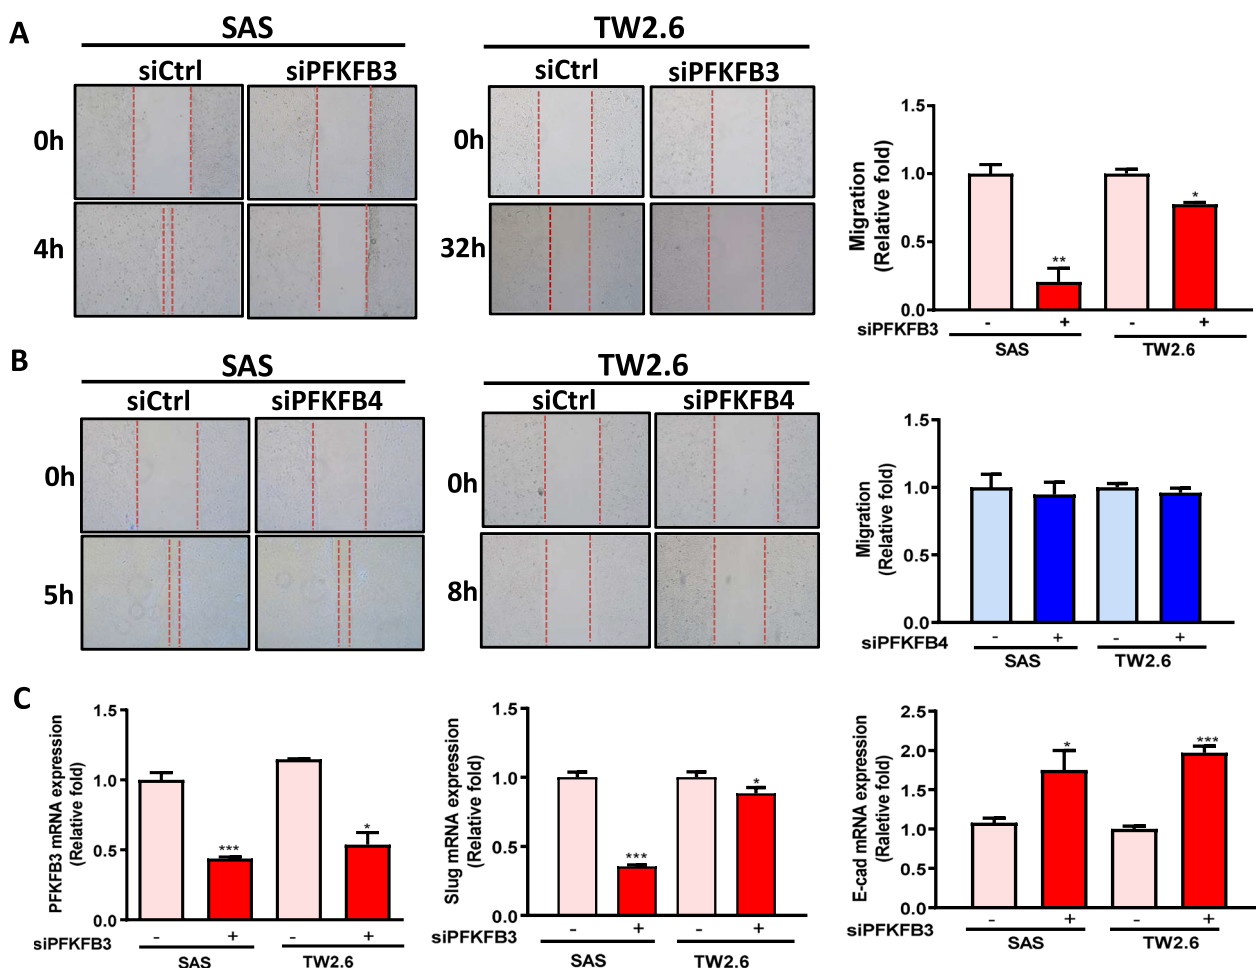 A
SAS
TW2.6
siCtrl
siPFKFB3
siCtrl
siPFKFB3
0h
4h
0h
32h
Migration
(Relative fold)
1.5
1.0
0.5
0.0
**
*
siPFKFB3
-
+
-
+
SAS
TW2.6
B
SAS
TW2.6
siCtrl
siPFKFB4
siCtrl
siPFKFB4
0h
5h
0h
8h
Migration
(Relative fold)
1.5
1.0
0.5
0.0
siPFKFB4
-
+
-
+
SAS
TW2.6
C
PFKFB3 mRNA expression
(Relative fold)
1.5
1.0
0.5
0.0
***
*
siPFKFB3
-
+
-
+
SAS
TW2.6
Slug mRNA expression
(Relative fold)
1.5
1.0
0.5
0.0
***
*
siPFKFB3
-
+
-
+
SAS
TW2.6
E-cad mRNA expression
(Raletive fold)
2.5
2.0
1.5
1.0
0.5
0.0
*
***
siPFKFB3
-
+
-
+
SAS
TW2.6